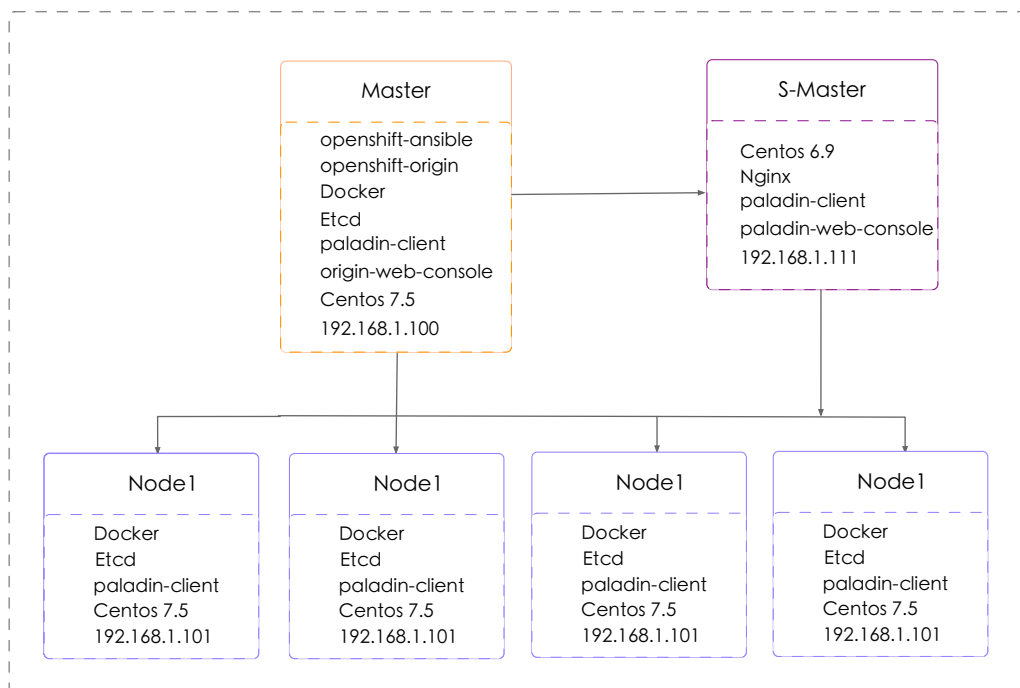 Master
openshift-ansible
openshift-origin
Docker
Etcd
paladin-client
origin-web-console
Centos 7.5
192.168.1.100
S-Master
Centos 6.9
Nginx
paladin-client
paladin-web-console
192.168.1.111
Node1
Docker
Etcd
paladin-client
Centos 7.5
192.168.1.101
Node1
Docker
Etcd
paladin-client
Centos 7.5
192.168.1.101
Node1
Docker
Etcd
paladin-client
Centos 7.5
192.168.1.101
Node1
Docker
Etcd
paladin-client
Centos 7.5
192.168.1.101